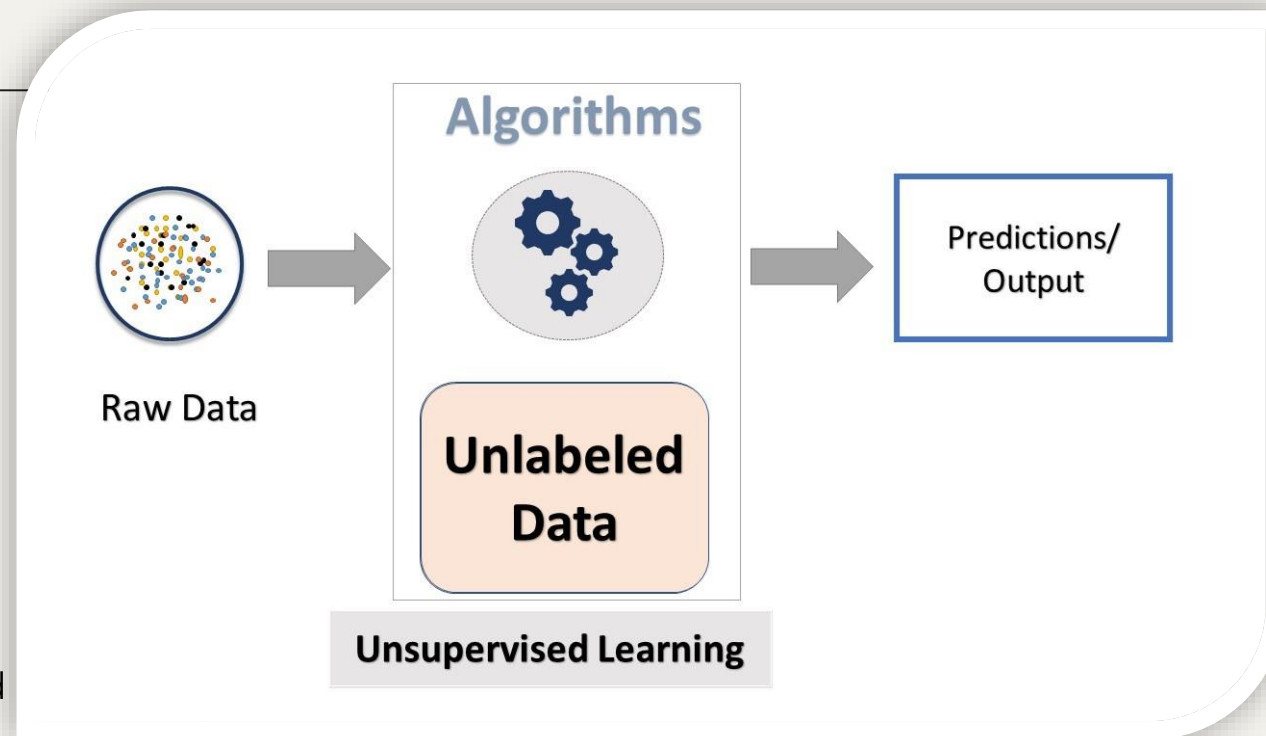 Algorithms
Raw Data
Predictions/
Output
Unlabeled
Data
Unsupervised Learning